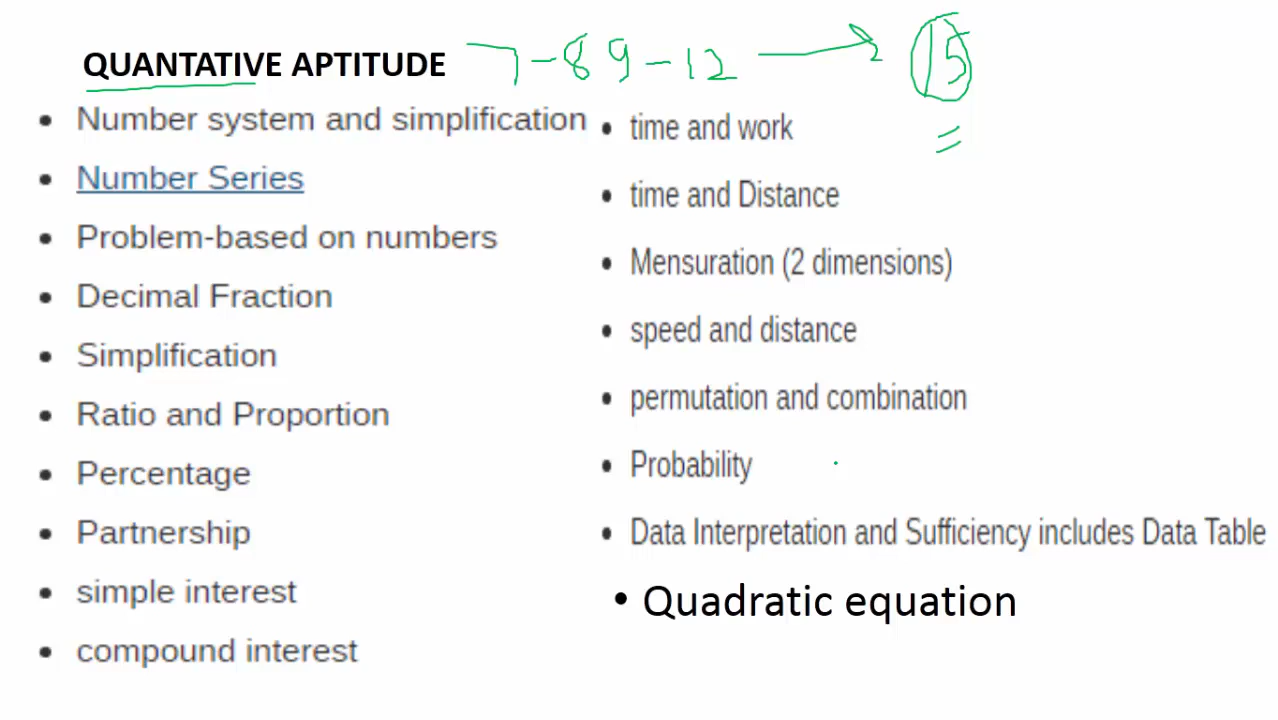 QUANTATIVE APTITUDE 7-8 9-12 → 15
• Number system and simplification
• Number Series
• Problem-based on numbers
• Decimal Fraction
• Simplification
• Ratio and Proportion
• Percentage
• Partnership
• simple interest
• compound interest
• time and work
• time and Distance
• Mensuration (2 dimensions)
• speed and distance
• permutation and combination
• Probability
• Data Interpretation and Sufficiency includes Data Table
• Quadratic equation